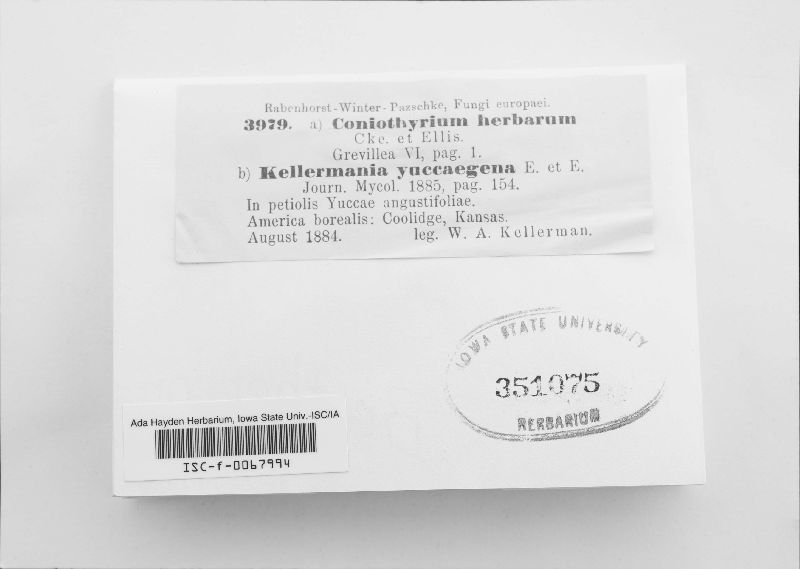 Rabenhorst-Winter-Pazschke, Fungi europaei.
3979. a) Coniothyrium herbarum
Cke. et Ellis.
Grevillea VI, pag. 1.
b) Kellermania yuccaegena E. et E.
Journ. Mycol. 1885, pag. 154.
In petiolis Yuccae angustifoliae.
America borealis: Coolidge, Kansas.
August 1884. leg. W. A. Kellerman.
IOWA STATE UNIVERSITY
351075
HERBARIUM
Ada Hayden Herbarium, Iowa State Univ.-ISC/IA
ISC-f-0067994